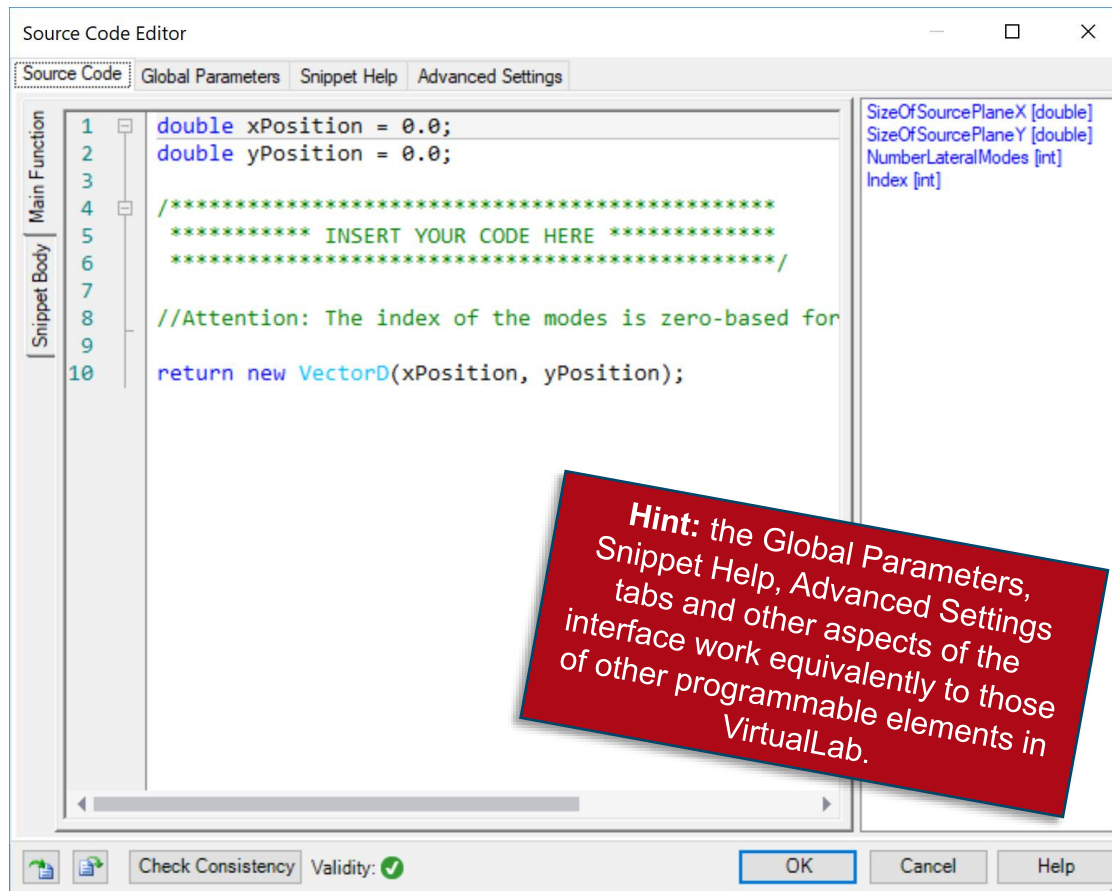 Source Code Editor
Source Code Global Parameters Snippet Help Advanced Settings
Main Function
Snippet Body
1 double xPosition = 0.0;
2 double yPosition = 0.0;
3
4 /***********************************************
5 *********** INSERT YOUR CODE HERE *************
6 ***********************************************/
7
8 //Attention: The index of the modes is zero-based for
9
10 return new VectorD(xPosition, yPosition);
SizeOfSourcePlaneX [double]
SizeOfSourcePlaneY [double]
NumberLateralModes [int]
Index [int]
Hint: the Global Parameters,
Snippet Help, Advanced Settings
tabs and other aspects of the
interface work equivalently to those
of other programmable elements in
VirtualLab.
Check Consistency Validity: OK Cancel Help